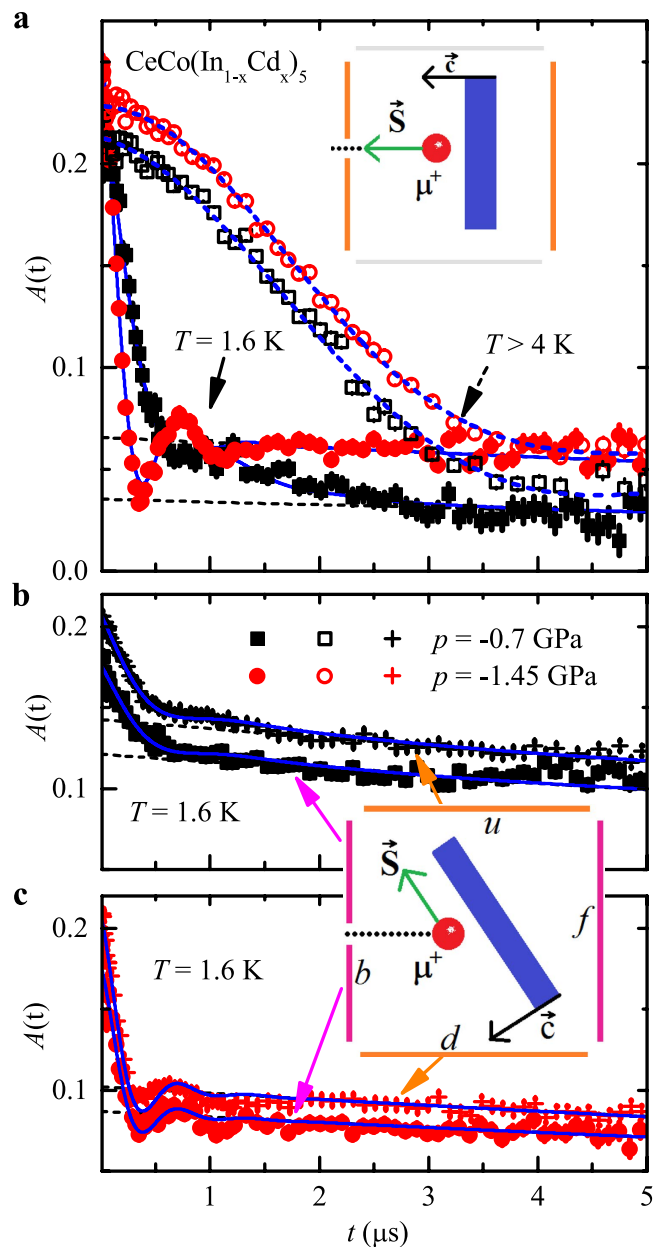 a
CeCo(In₁₋ₓCdₓ)₅
c⃗
S⃗
μ⁺
0.2
A(t)
T = 1.6 K
T > 4 K
0.1
0.0
b
0.2
p = -0.7 GPa
p = -1.45 GPa
A(t)
0.1
T = 1.6 K
u
S⃗
c
f
0.2
T = 1.6 K
μ⁺
b
c⃗
A(t)
d
0.1
1 2 3 4 5
t (μs)